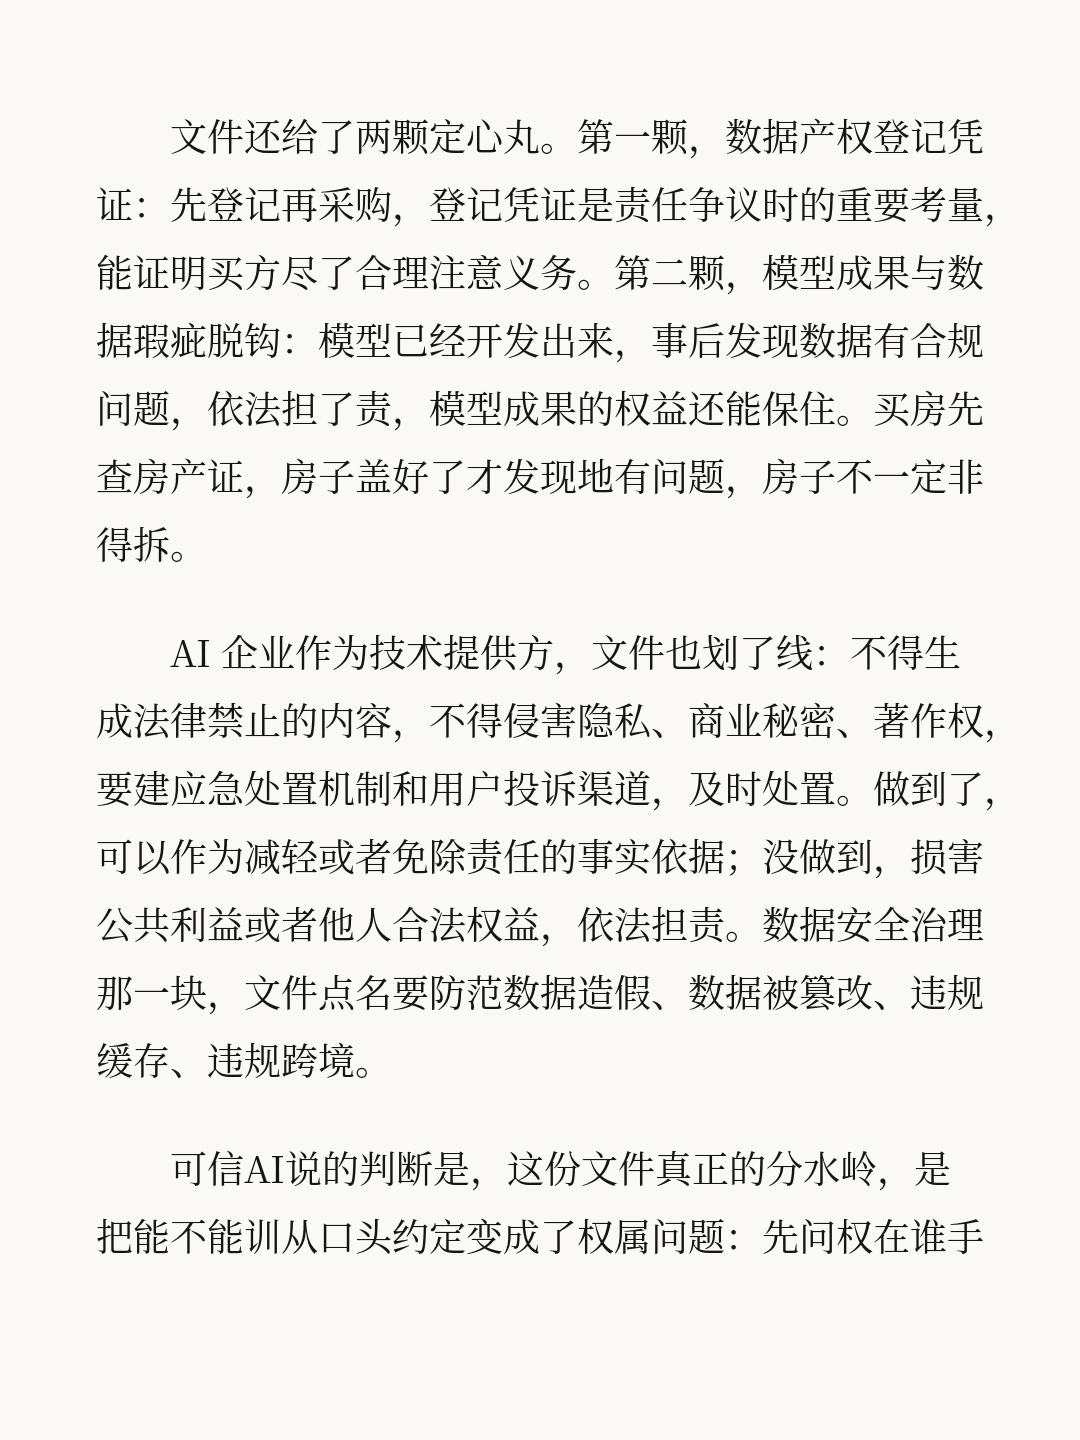 文件还给了两颗定心丸。第一颗，数据产权登记凭
证：先登记再采购，登记凭证是责任争议时的重要考量，
能证明买方尽了合理注意义务。第二颗，模型成果与数
据瑕疵脱钩：模型已经开发出来，事后发现数据有合规
问题，依法担了责，模型成果的权益还能保住。买房先
查房产证，房子盖好了才发现地有问题，房子不一定非
得拆。
AI 企业作为技术提供方，文件也划了线：不得生
成法律禁止的内容，不得侵害隐私、商业秘密、著作权，
要建应急处置机制和用户投诉渠道，及时处置。做到了，
可以作为减轻或者免除责任的事实依据；没做到，损害
公共利益或者他人合法权益，依法担责。数据安全治理
那一块，文件点名要防范数据造假、数据被篡改、违规
缓存、违规跨境。
可信AI说的判断是，这份文件真正的分水岭，是
把能不能训从口头约定变成了权属问题：先问权在谁手